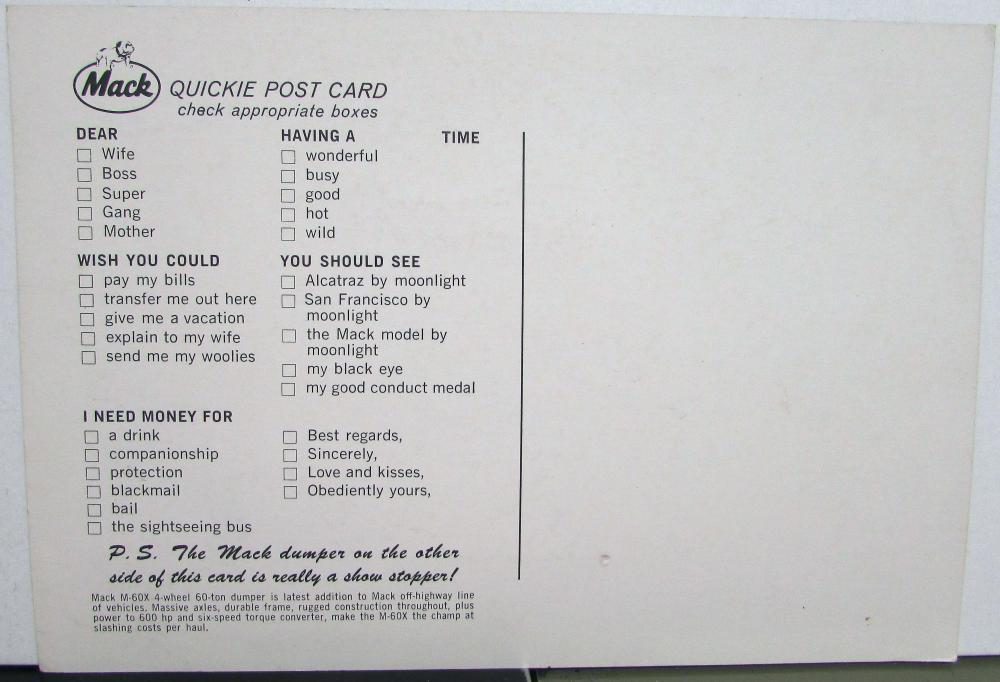 Mack QUICKIE POST CARD
check appropriate boxes
DEAR
Wife
Boss
Super
Gang
Mother
HAVING A TIME
wonderful
busy
good
hot
wild
WISH YOU COULD
pay my bills
transfer me out here
give me a vacation
explain to my wife
send me my woolies
YOU SHOULD SEE
Alcatraz by moonlight
San Francisco by
moonlight
the Mack model by
moonlight
my black eye
my good conduct medal
I NEED MONEY FOR
a drink
companionship
protection
blackmail
bail
the sightseeing bus
Best regards,
Sincerely,
Love and kisses,
Obediently yours,
P. S. The Mack dumper on the other
side of this card is really a show stopper!
Mack M-60X 4-wheel 60-ton dumper is latest addition to Mack off-highway line
of vehicles. Massive axles, durable frame, rugged construction throughout, plus
power to 600 hp and six-speed torque converter, make the M-60X the champ at
slashing costs per haul.